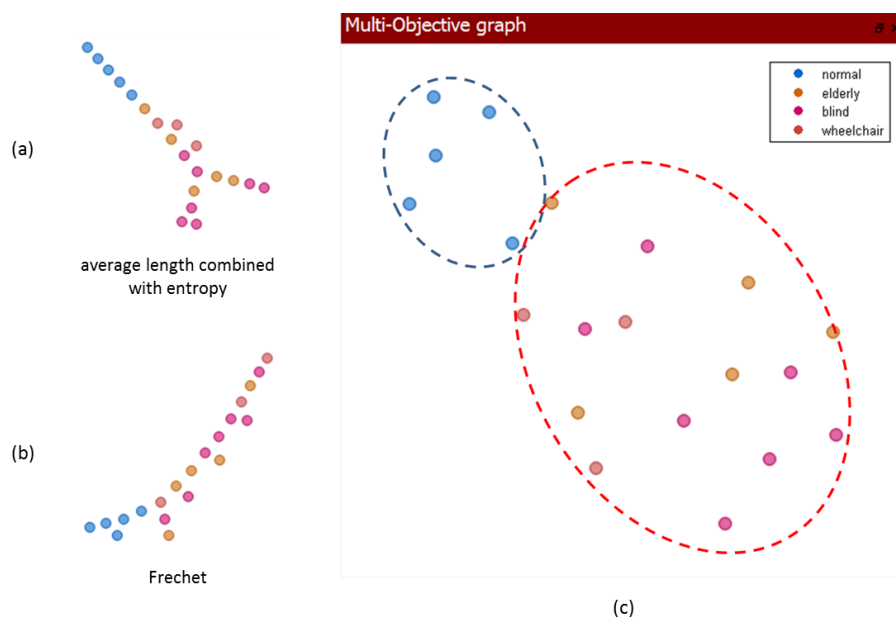 Multi-Objective graph
normal
elderly
blind
wheelchair
(a)
average length combined
with entropy
(b)
Frechet
(c)